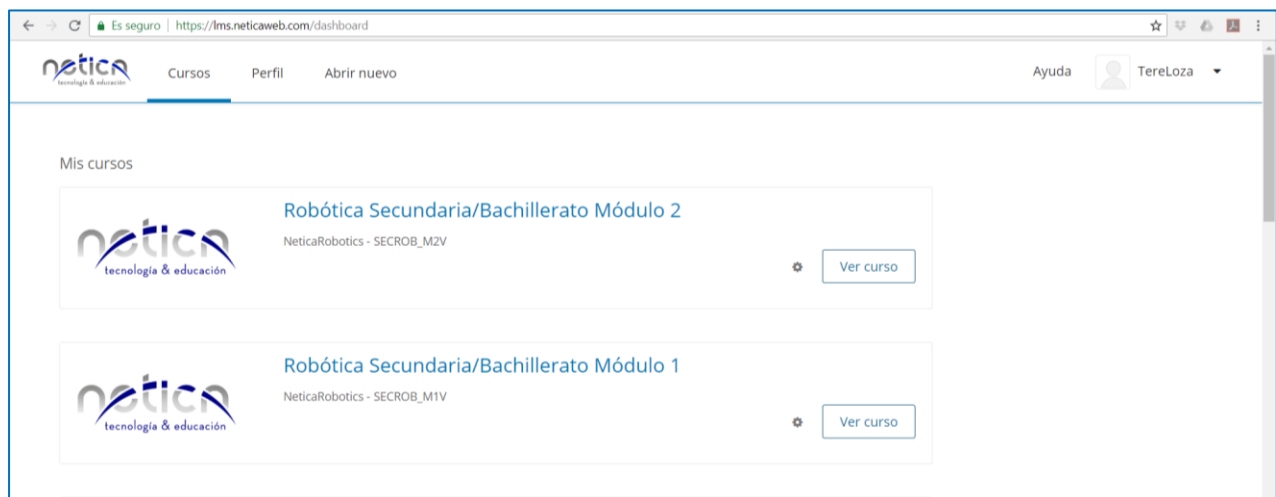 Es seguro | https://lms.neticaweb.com/dashboard
netica
tecnología & educación
Cursos Perfil Abrir nuevo Ayuda TereLoza
Mis cursos
netica
tecnología & educación
Robótica Secundaria/Bachillerato Módulo 2
NeticaRobotics - SECROB_M2V
Ver curso
netica
tecnología & educación
Robótica Secundaria/Bachillerato Módulo 1
NeticaRobotics - SECROB_M1V
Ver curso